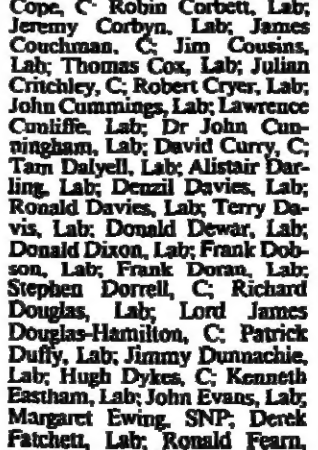 Cope, C; Robin Corbett, Lab;
Jeremy Corbyn, Lab; James
Couchman, C; Jim Cousins,
Lab; Thomas Cox, Lab; Julian
Critchley, C; Robert Cryer, Lab;
John Cummings, Lab; Lawrence
Cunliffe, Lab; Dr John Cun-
ningham, Lab; David Curry, C;
Tam Dalyell, Lab; Alistair Dar-
ling, Lab; Denzil Davies, Lab;
Ronald Davies, Lab; Terry Da-
vis, Lab; Donald Dewar, Lab;
Donald Dixon, Lab; Frank Dob-
son, Lab; Frank Doran, Lab;
Stephen Dorrell, C; Richard
Douglas, Lab; Lord James
Douglas-Hamilton, C; Patrick
Duffy, Lab; Jimmy Dunnachie,
Lab; Hugh Dykes, C; Kenneth
Eastham, Lab; John Evans, Lab;
Margaret Ewing, SNP; Derek
Fatchett, Lab; Ronald Fearn,